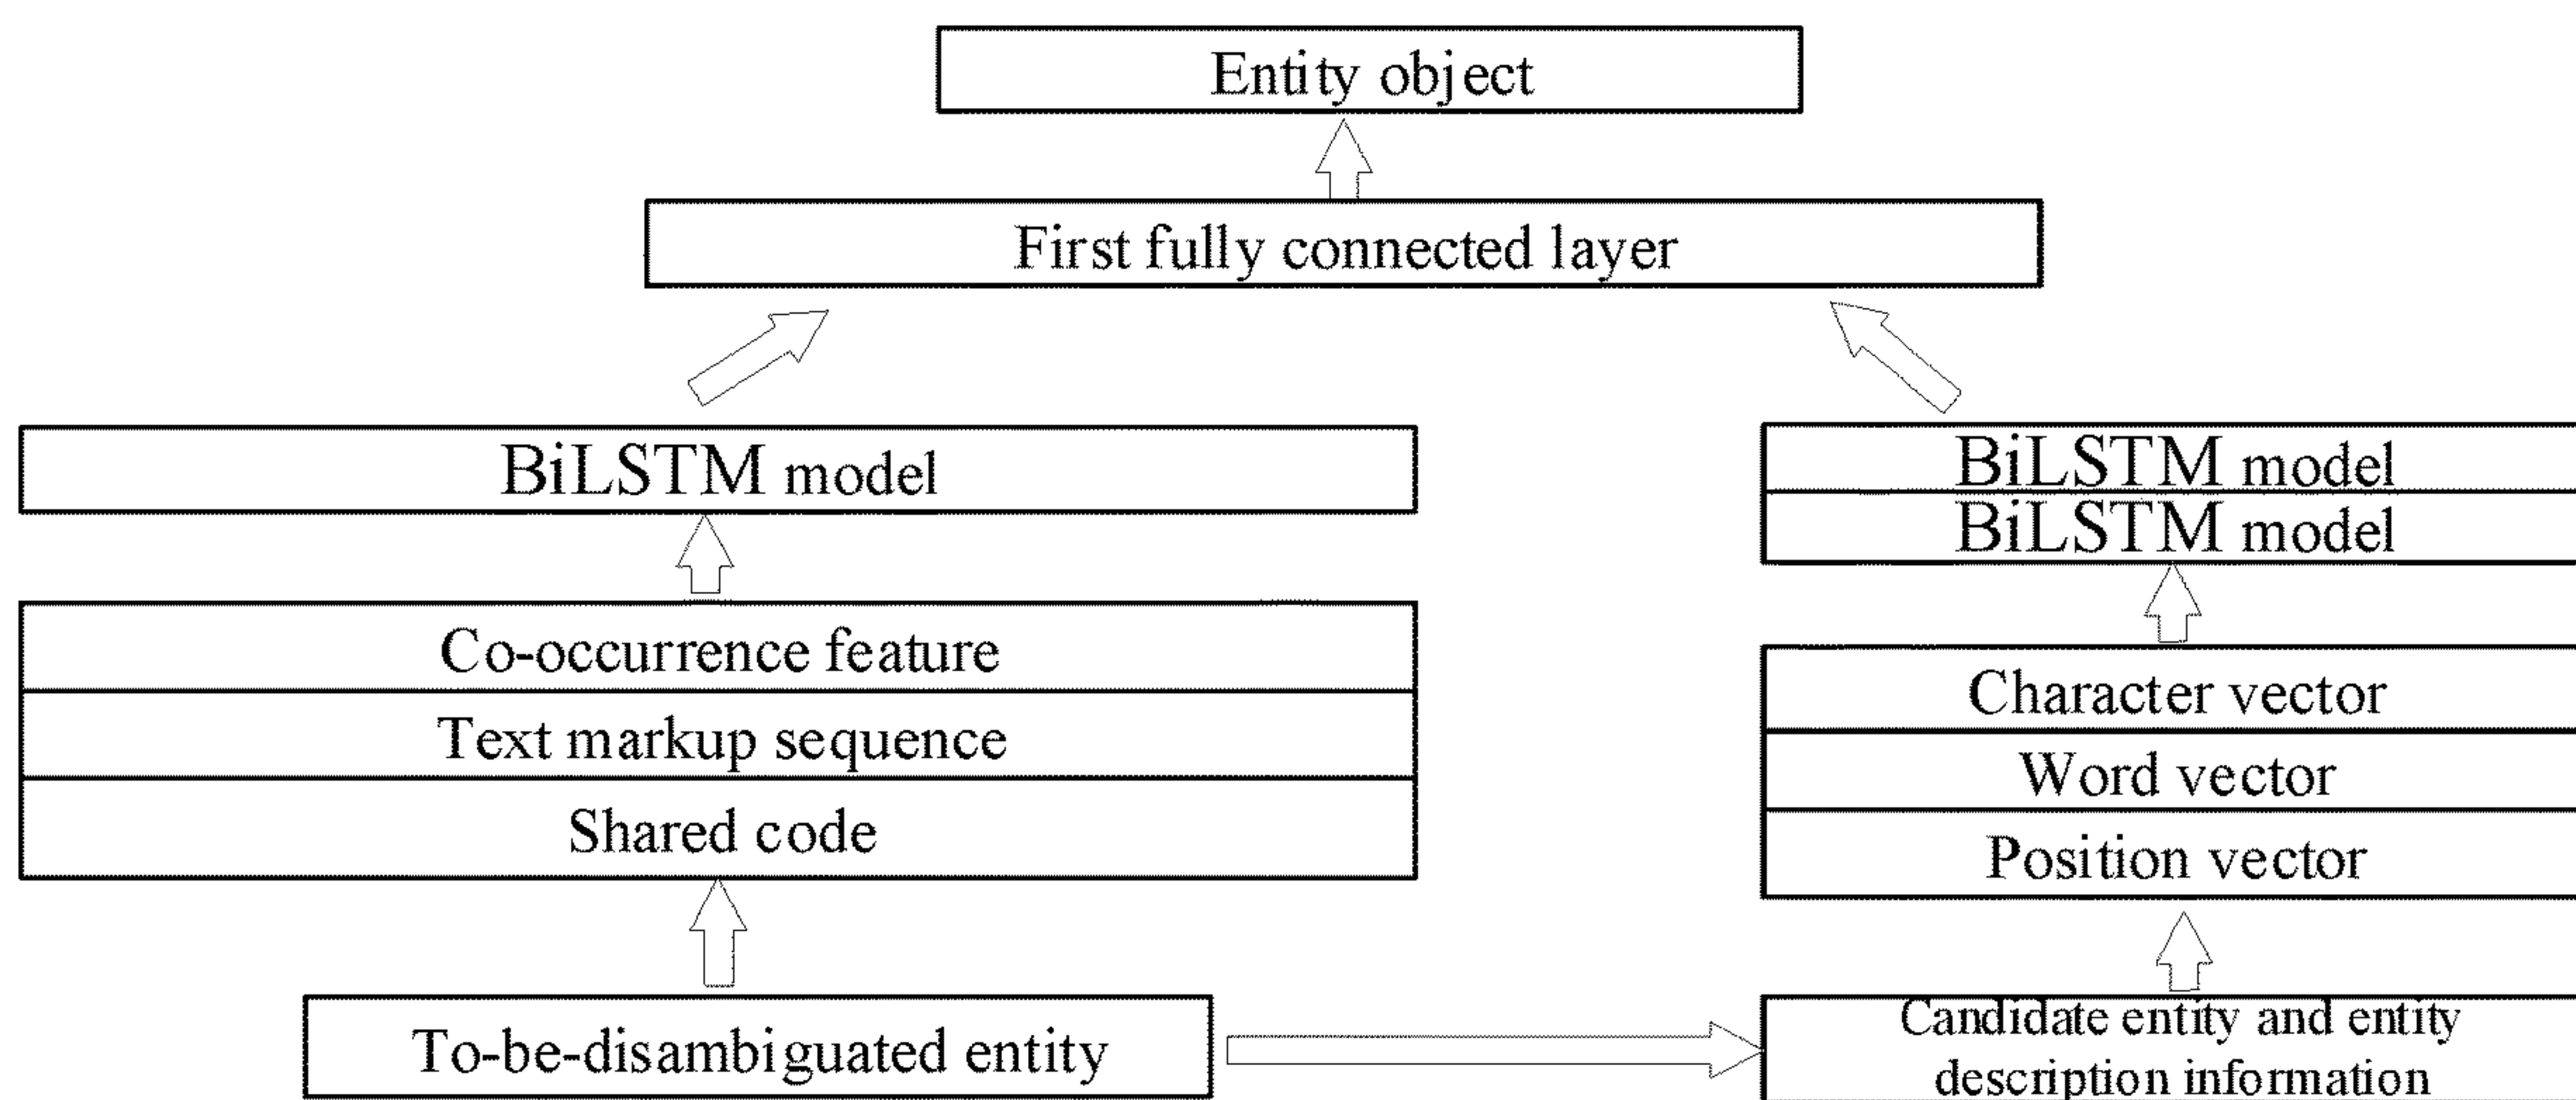 Entity object
First fully connected layer
BiLSTM model
BiLSTM model
BiLSTM model
Co-occurrence feature
Text markup sequence
Shared code
Character vector
Word vector
Position vector
To-be-disambiguated entity
Candidate entity and entity
description information